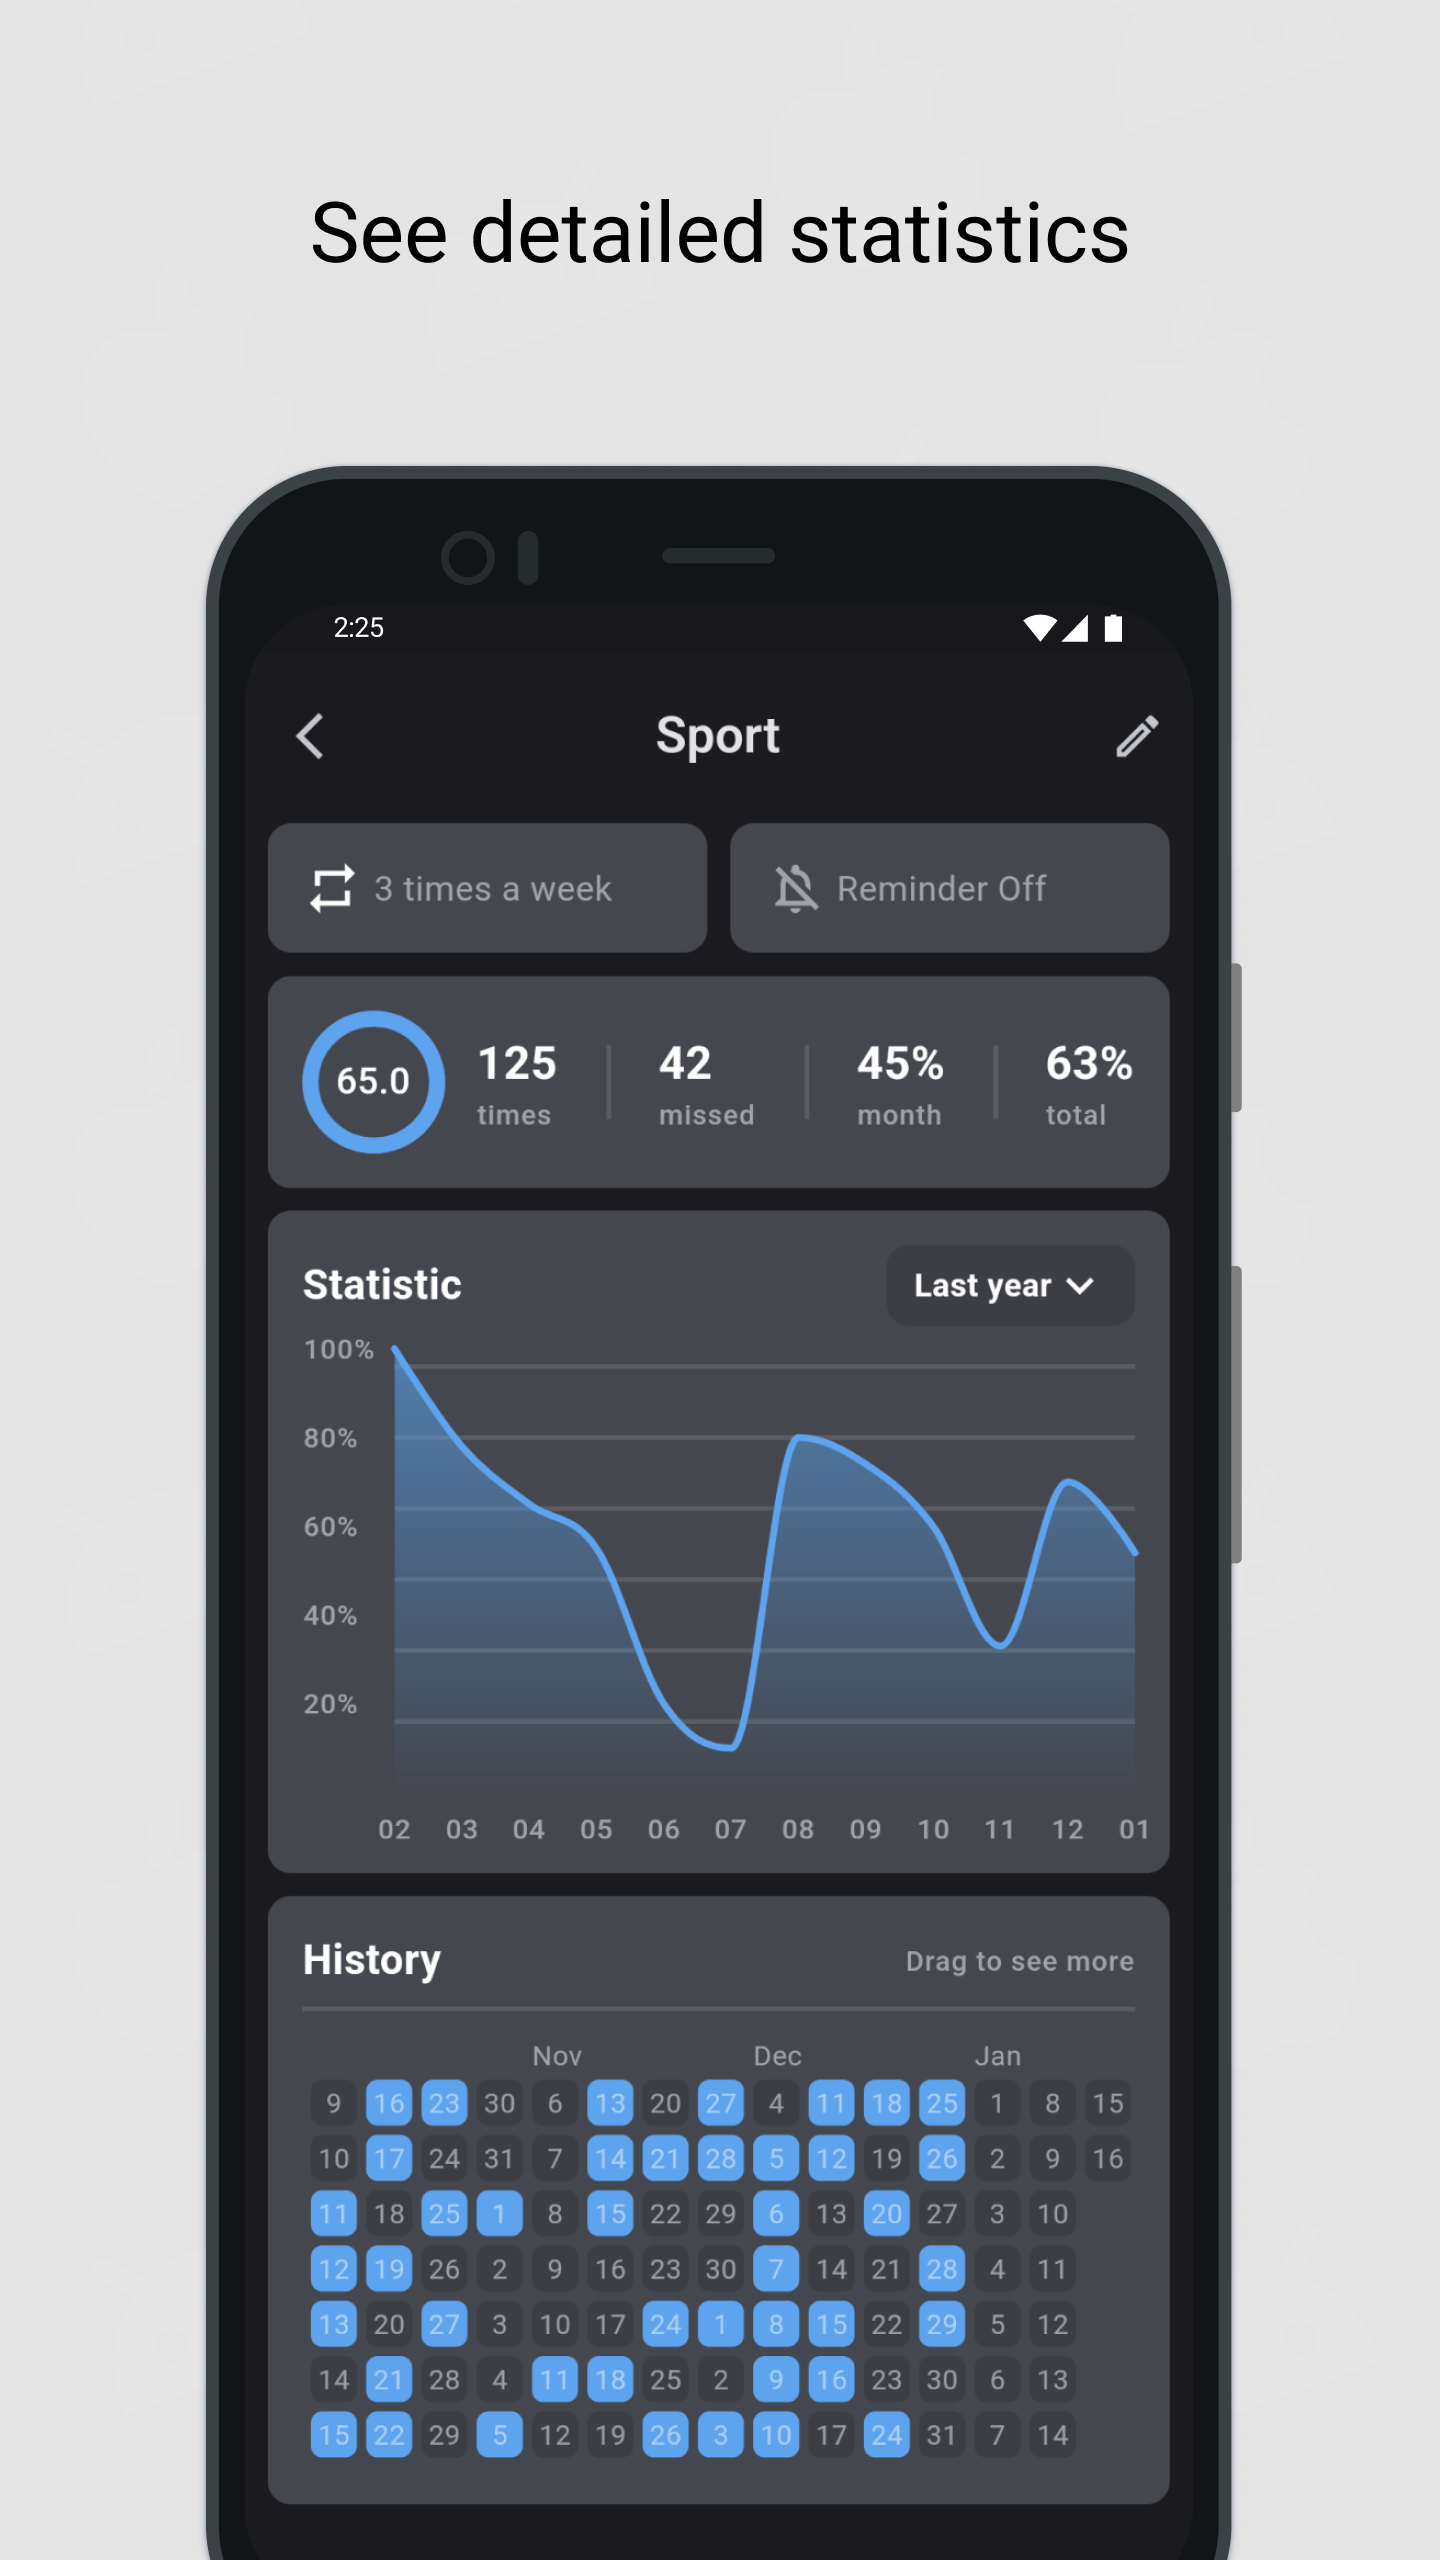 See detailed statistics
2:25
Sport
3 times a week
Reminder Off
65.0
125 42 45% 63%
times missed month total
Statistic
Last year
100%
80%
60%
40%
20%
02 03 04 05 06 07 08 09 10 11 12 01
History
Drag to see more
Nov Dec Jan
9 16 23 30 6 13 20 27 4 11 18 25 1 8 15
10 17 24 31 7 14 21 28 5 12 19 26 2 9 16
11 18 25 1 8 15 22 29 6 13 20 27 3 10
12 19 26 2 9 16 23 30 7 14 21 28 4 11
13 20 27 3 10 17 24 1 8 15 22 29 5 12
14 21 28 4 11 18 25 2 9 16 23 30 6 13
15 22 29 5 12 19 26 3 10 17 24 31 7 14